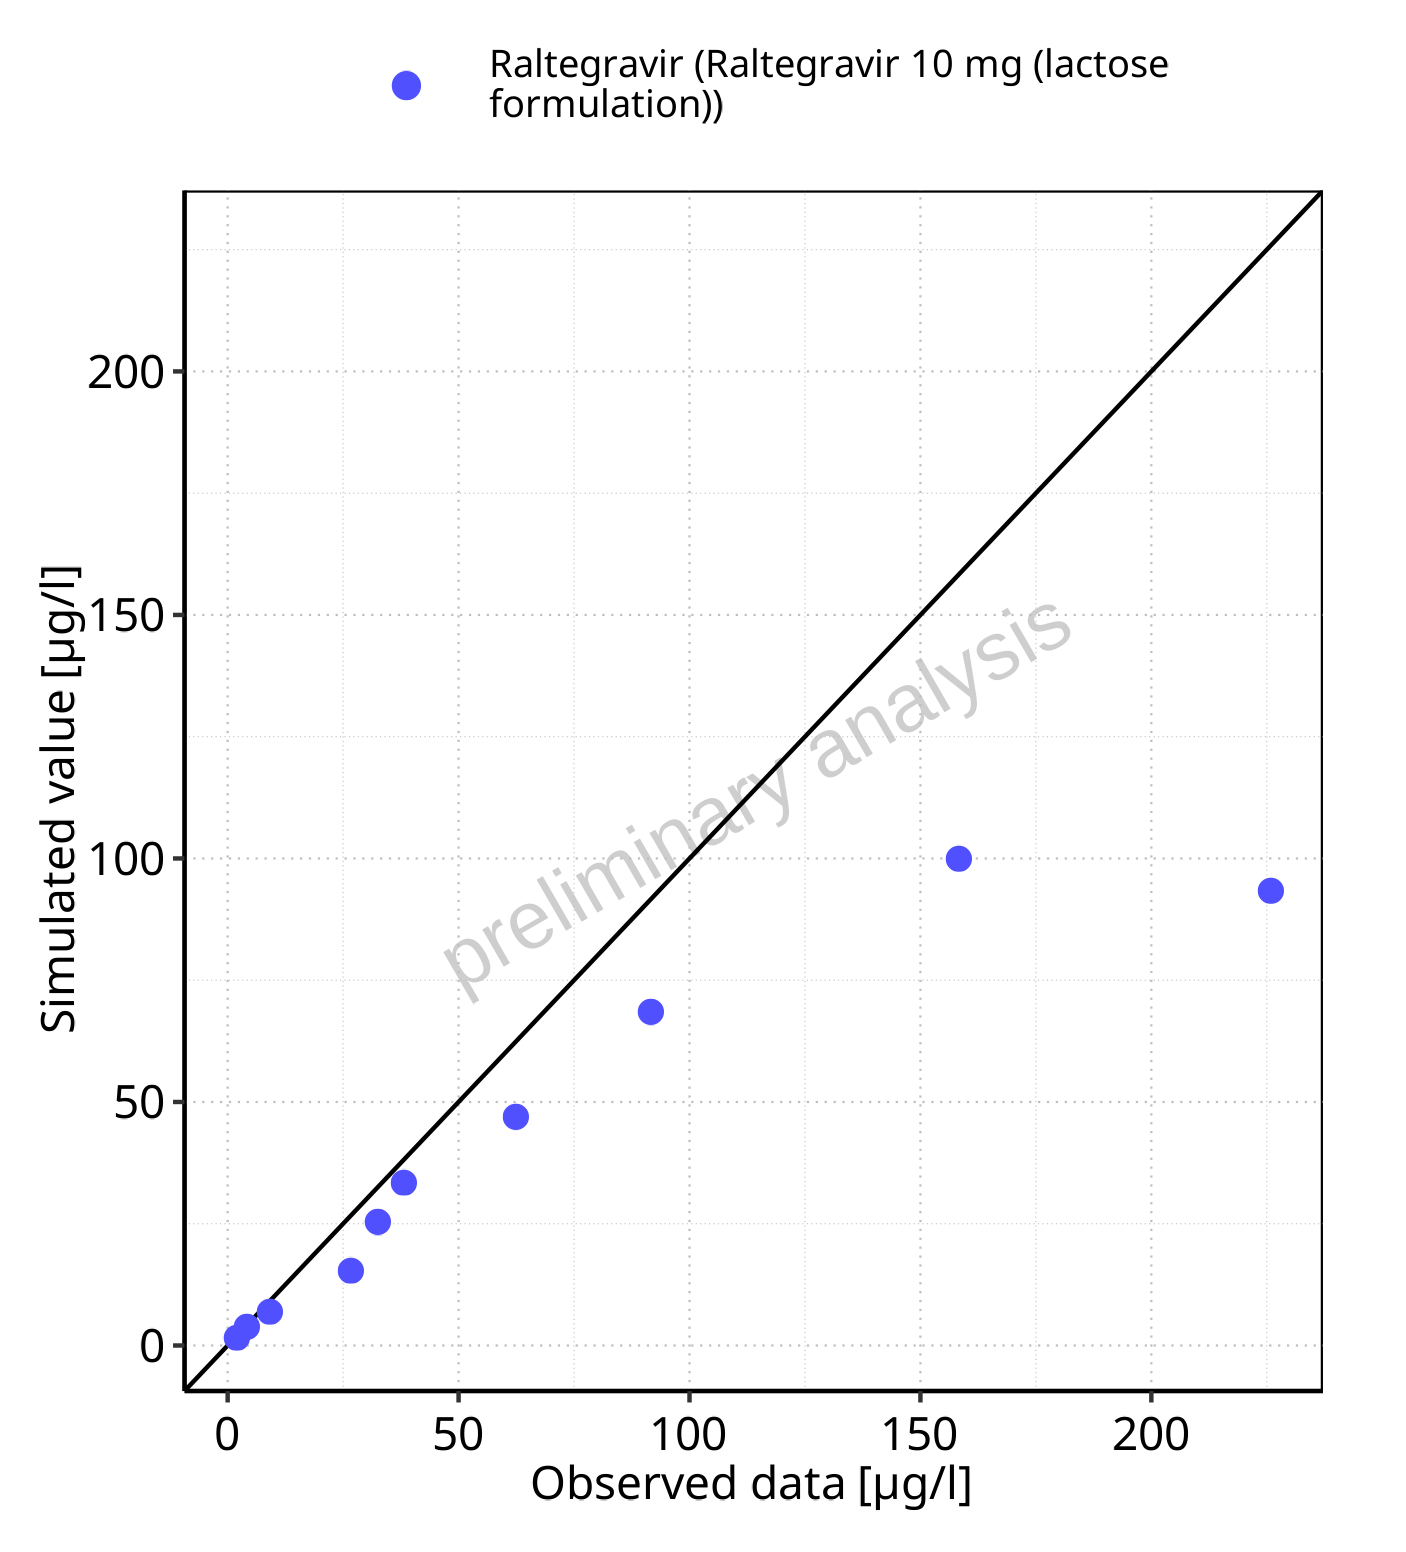 Raltegravir (Raltegravir 10 mg (lactose
formulation))
200
150
100
50
0
Simulated value [µg/l]
preliminary analysis
0 50 100 150 200
Observed data [µg/l]